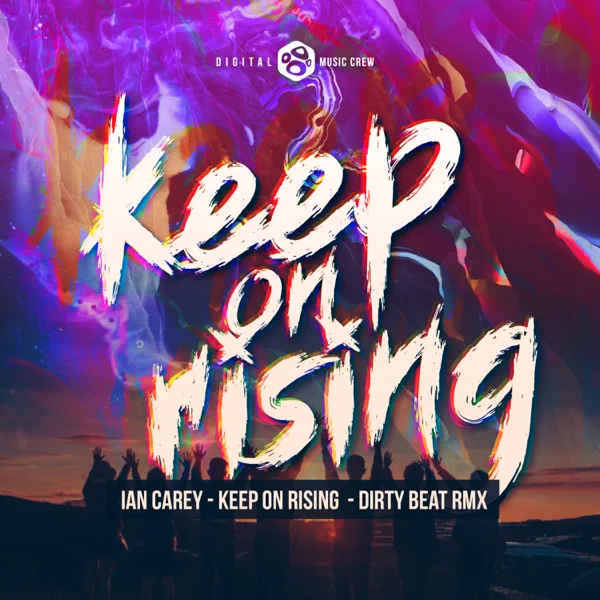 DIGITAL MUSIC CREW
keep
on
rising
IAN CAREY - KEEP ON RISING - DIRTY BEAT RMX